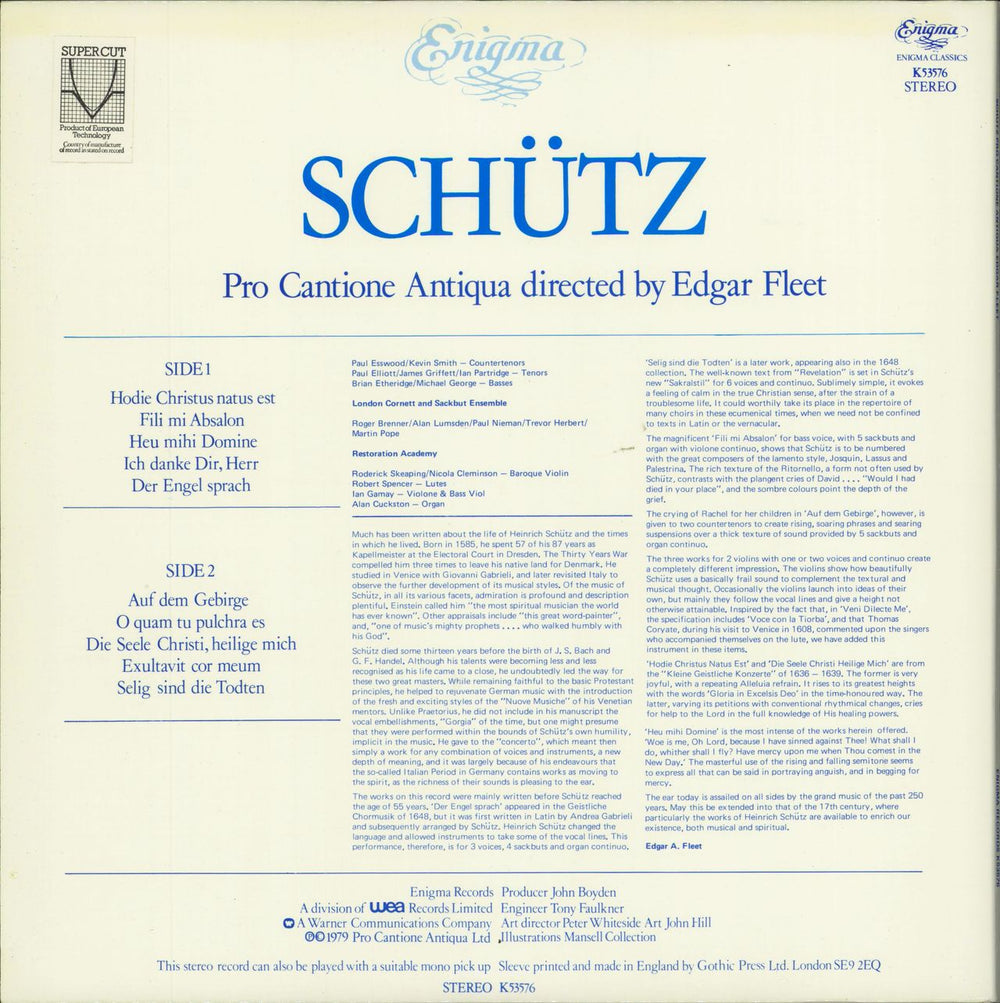 SUPER CUT
Product of European
Technology
Country of manufacture
of record as stated on record
Enigma
Enigma
ENIGMA CLASSICS
K53576
STEREO
SCHÜTZ
Pro Cantione Antiqua directed by Edgar Fleet
SIDE 1
Hodie Christus natus est
Fili mi Absalon
Heu mihi Domine
Ich danke Dir, Herr
Der Engel sprach
SIDE 2
Auf dem Gebirge
O quam tu pulchra es
Die Seele Christi, heilige mich
Exultavit cor meum
Selig sind die Todten
Paul Esswood/Kevin Smith — Countertenors
Paul Elliott/James Griffett/Ian Partridge — Tenors
Brian Etheridge/Michael George — Basses
London Cornett and Sackbut Ensemble
Roger Brenner/Alan Lumsden/Paul Nieman/Trevor Herbert/
Martin Pope
Restoration Academy
Roderick Skeaping/Nicola Cleminson — Baroque Violin
Robert Spencer — Lutes
Ian Gamay — Violone & Bass Viol
Alan Cuckston — Organ
Much has been written about the life of Heinrich Schütz and the times
in which he lived. Born in 1585, he spent 57 of his 87 years as
Kapellmeister at the Electoral Court in Dresden. The Thirty Years War
compelled him three times to leave his native land for Denmark. He
studied in Venice with Giovanni Gabrieli, and later revisited Italy to
observe the further development of its musical styles. Of the music of
Schütz, in all its various facets, admiration is profound and description
plentiful. Einstein called him "the most spiritual musician the world
has ever known". Other appraisals include "this great word-painter",
and, "one of music's mighty prophets .... who walked humbly with
his God".
Schütz died some thirteen years before the birth of J. S. Bach and
G. F. Handel. Although his talents were becoming less and less
recognised as his life came to a close, he undoubtedly led the way for
these two great masters. While remaining faithful to the basic Protestant
principles, he helped to rejuvenate German music with the introduction
of the fresh and exciting styles of the "Nuove Musiche" of his Venetian
mentors. Unlike Praetorius, he did not include in his manuscript the
vocal embellishments, "Gorgia" of the time, but one might presume
that they were performed within the bounds of Schütz's own humility,
implicit in the music. He gave to the "concerto", which meant then
simply a work for any combination of voices and instruments, a new
depth of meaning, and it was largely because of his endeavours that
the so-called Italian Period in Germany contains works as moving to
the spirit, as the richness of their sounds is pleasing to the ear.
The works on this record were mainly written before Schütz reached
the age of 55 years. 'Der Engel sprach' appeared in the Geistliche
Chormusik of 1648, but it was first written in Latin by Andrea Gabrieli
and subsequently arranged by Schütz. Heinrich Schütz changed the
language and allowed instruments to take some of the vocal lines. This
performance, therefore, is for 3 voices, 4 sackbuts and organ continuo.
'Selig sind die Todten' is a later work, appearing also in the 1648
collection. The well-known text from "Revelation" is set in Schütz's
new "Sakralstil" for 6 voices and continuo. Sublimely simple, it evokes
a feeling of calm in the true Christian sense, after the strain of a
troublesome life. It could worthily take its place in the repertoire of
many choirs in these ecumenical times, when we need not be confined
to texts in Latin or the vernacular.
The magnificent 'Fili mi Absalon' for bass voice, with 5 sackbuts and
organ with violone continuo, shows that Schütz is to be numbered
with the great composers of the lamento style, Josquin, Lassus and
Palestrina. The rich texture of the Ritornello, a form not often used by
Schütz, contrasts with the plangent cries of David .... "Would I had
died in your place", and the sombre colours point the depth of the
grief.
The crying of Rachel for her children in 'Auf dem Gebirge', however, is
given to two countertenors to create rising, soaring phrases and searing
suspensions over a thick texture of sound provided by 5 sackbuts and
organ continuo.
The three works for 2 violins with one or two voices and continuo create
a completely different impression. The violins show how beautifully
Schütz uses a basically frail sound to complement the textural and
musical thought. Occasionally the violins launch into ideas of their
own, but mainly they follow the vocal lines and give a height not
otherwise attainable. Inspired by the fact that, in 'Veni Dilecte Me',
the specification includes 'Voce con la Tiorba', and that Thomas
Coryate, during his visit to Venice in 1608, commented upon the singers
who accompanied themselves on the lute, we have added this
instrument in these items.
'Hodie Christus Natus Est' and 'Die Seele Christi Heilige Mich' are from
the "Kleine Geistliche Konzerte" of 1636 — 1639. The former is very
joyful, with a repeating Alleluia refrain. It rises to its greatest heights
with the words 'Gloria in Excelsis Deo' in the time-honoured way. The
latter, varying its petitions with conventional rhythmical changes, cries
for help to the Lord in the full knowledge of His healing powers.
'Heu mihi Domine' is the most intense of the works herein offered.
'Woe is me, Oh Lord, because I have sinned against Thee! What shall I
do, whither shall I fly? Have mercy upon me when Thou comest in the
New Day.' The masterful use of the rising and falling semitone seems
to express all that can be said in portraying anguish, and in begging for
mercy.
The ear today is assailed on all sides by the grand music of the past 250
years. May this be extended into that of the 17th century, where
particularly the works of Heinrich Schütz are available to enrich our
existence, both musical and spiritual.
Edgar A. Fleet
Enigma Records Producer John Boyden
A division of wea Records Limited Engineer Tony Faulkner
A Warner Communications Company Art director Peter Whiteside Art John Hill
℗© 1979 Pro Cantione Antiqua Ltd Illustrations Mansell Collection
This stereo record can also be played with a suitable mono pick up Sleeve printed and made in England by Gothic Press Ltd. London SE9 2EQ
STEREO K53576